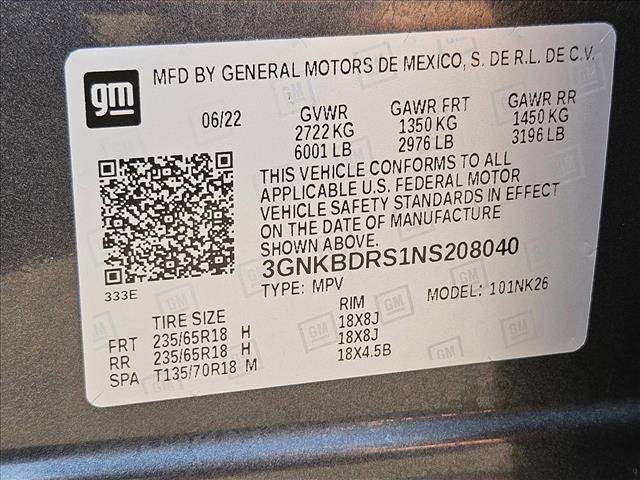 gm
MFD BY GENERAL MOTORS DE MEXICO, S. DE R.L. DE C.V.
06/22 GVWR GAWR FRT GAWR RR
2722 KG 1350 KG 1450 KG
6001 LB 2976 LB 3196 LB
THIS VEHICLE CONFORMS TO ALL
APPLICABLE U.S. FEDERAL MOTOR
VEHICLE SAFETY STANDARDS IN EFFECT
ON THE DATE OF MANUFACTURE
SHOWN ABOVE.
3GNKBDRS1NS208040
333E TYPE: MPV MODEL: 101NK26
TIRE SIZE RIM
FRT 235/65R18 H 18X8J
RR 235/65R18 H 18X8J
SPA T135/70R18 M 18X4.5B